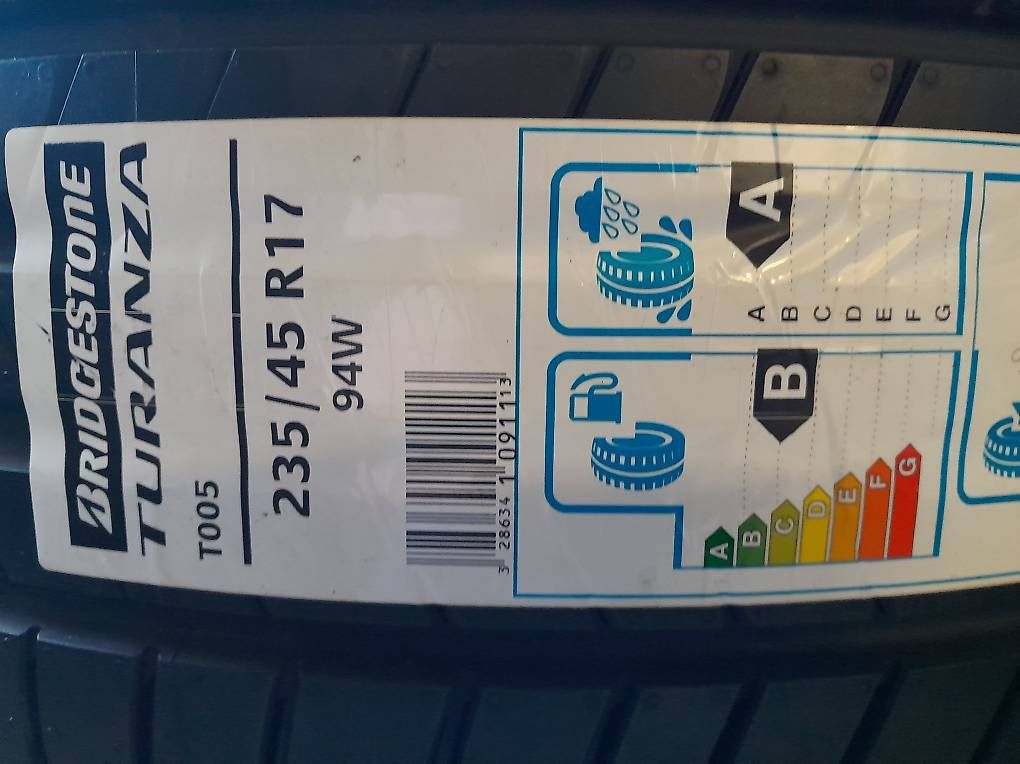 BRIDGESTONE
TURANZA
T005
235/45 R17
94W
3 286341 091113
A
B
C
D
E
F
G
B
A
B
C
D
E
F
G
A